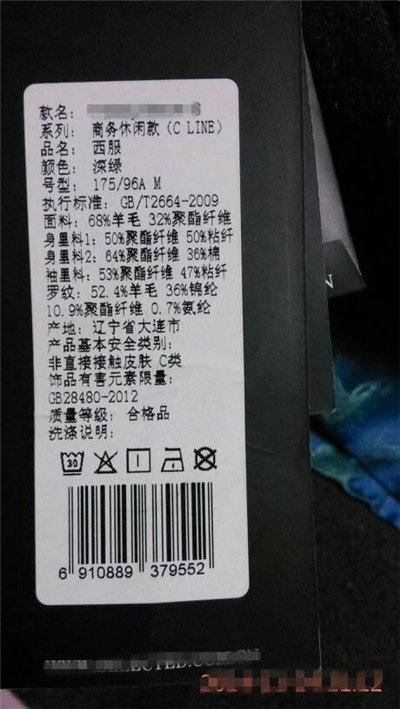 款名：
系列： 商务休闲款（C LINE）
品名： 西服
颜色： 深绿
号型： 175/96A M
执行标准： GB/T2664-2009
面料： 68%羊毛 32%聚酯纤维
身里料1： 50%聚酯纤维 50%粘纤
身里料2： 64%聚酯纤维 36%棉
袖里料： 53%聚酯纤维 47%粘纤
罗纹： 52.4%羊毛 36%锦纶
10.9%聚酯纤维 0.7%氨纶
产地： 辽宁省大连市
产品基本安全类别：
非直接接触皮肤 C类
饰品有害元素限量：
GB28480-2012
质量等级： 合格品
洗涤说明：
30
6 910889 379552
N